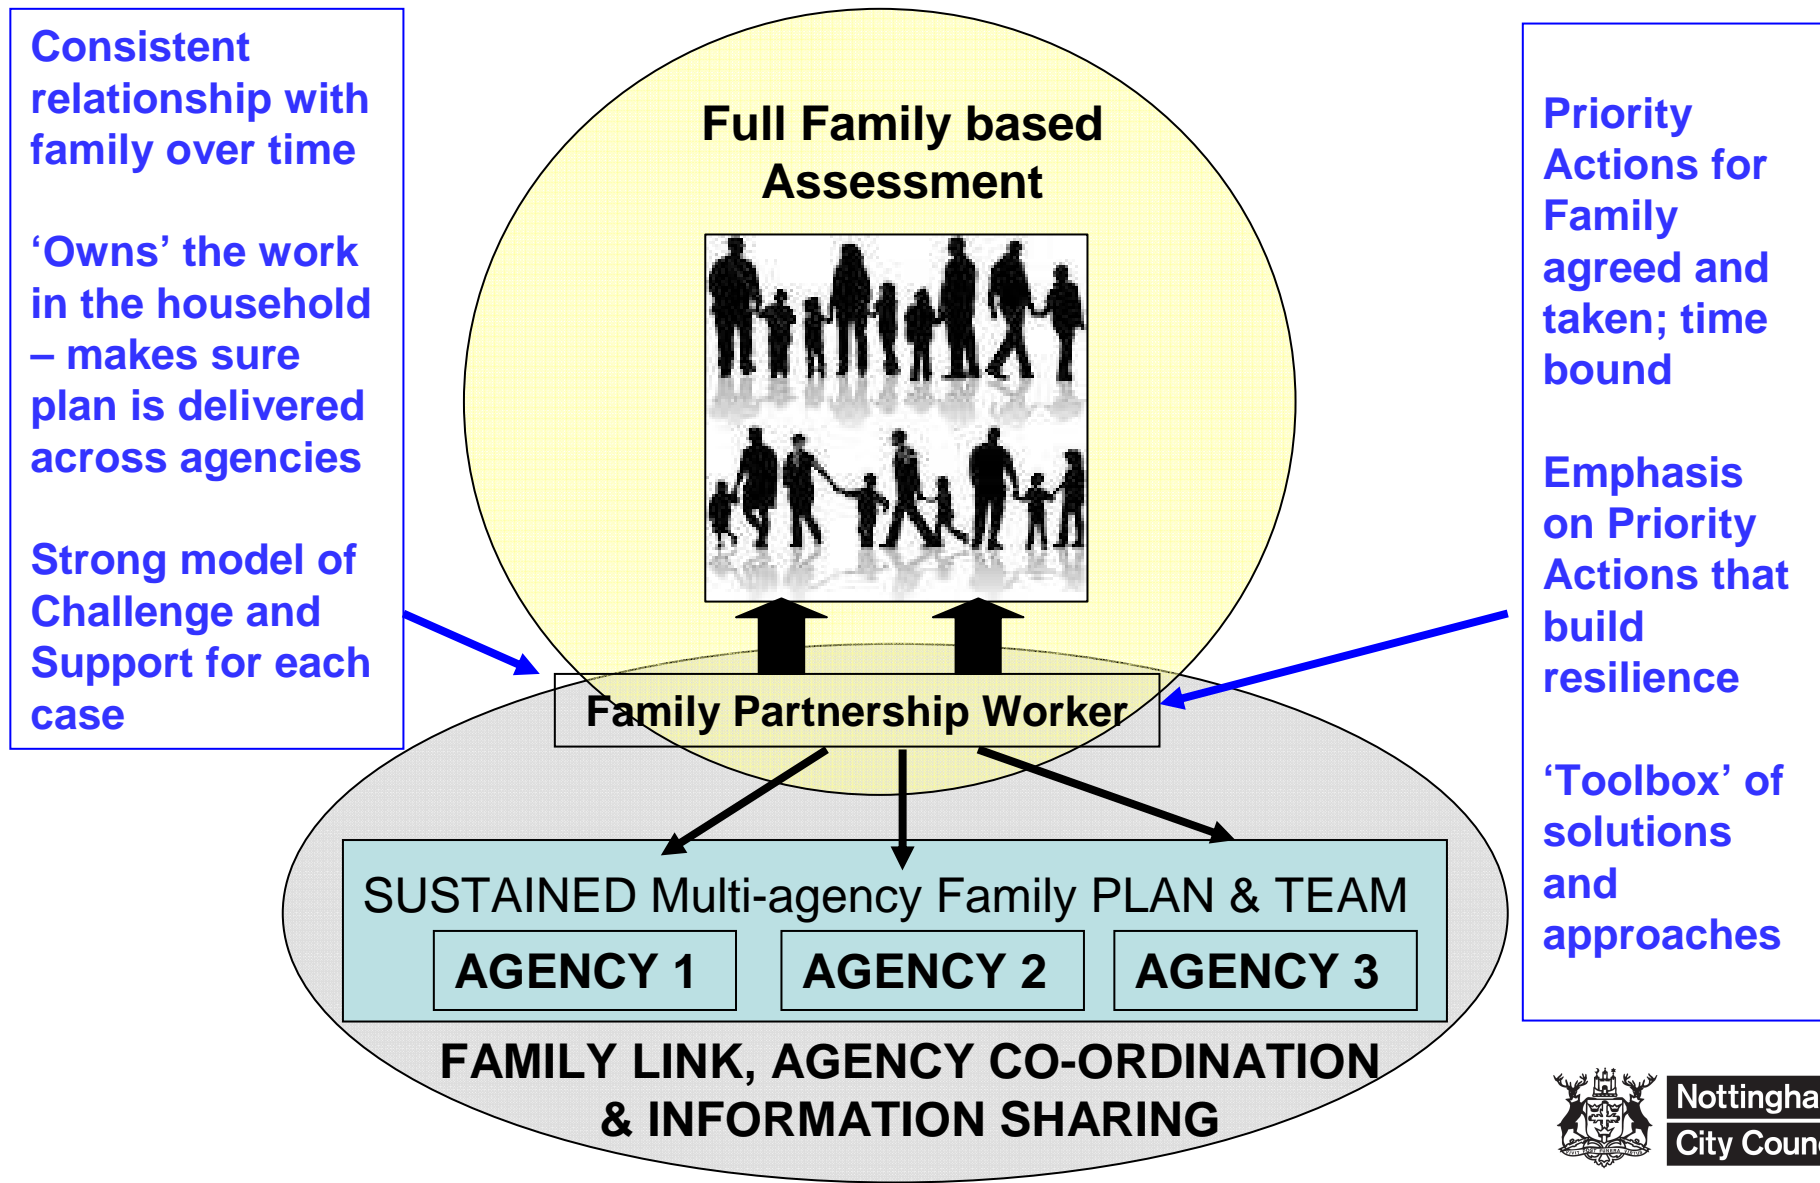 Consistent
relationship with
family over time
‘Owns’ the work
in the household
– makes sure
plan is delivered
across agencies
Strong model of
Challenge and
Support for each
case
Full Family based
Assessment
Family Partnership Worker
SUSTAINED Multi-agency Family PLAN & TEAM
AGENCY 1 AGENCY 2 AGENCY 3
FAMILY LINK, AGENCY CO-ORDINATION
& INFORMATION SHARING
Priority
Actions for
Family
agreed and
taken; time
bound
Emphasis
on Priority
Actions that
build
resilience
‘Toolbox’ of
solutions
and
approaches
Nottingha
City Coun